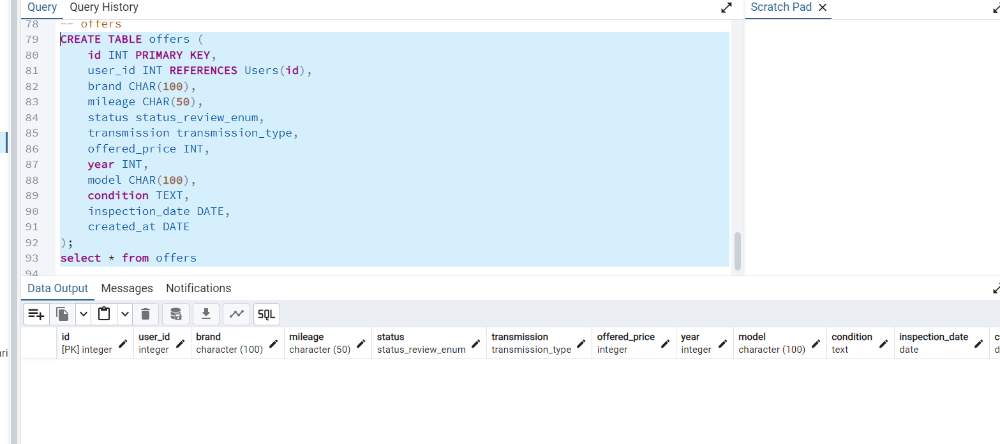 Query Query History Scratch Pad
78 -- offers
79 CREATE TABLE offers (
80 id INT PRIMARY KEY,
81 user_id INT REFERENCES Users(id),
82 brand CHAR(100),
83 mileage CHAR(50),
84 status status_review_enum,
85 transmission transmission_type,
86 offered_price INT,
87 year INT,
88 model CHAR(100),
89 condition TEXT,
90 inspection_date DATE,
91 created_at DATE
92 );
93 select * from offers
94
Data Output Messages Notifications
SQL
id user_id brand mileage status transmission offered_price year model condition inspection_date
[PK] integer integer character (100) character (50) status_review_enum transmission_type integer integer character (100) text date